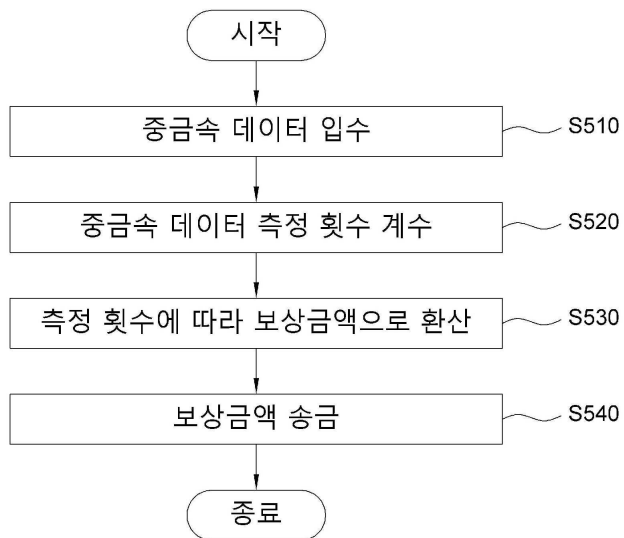 시작
중금속 데이터 입수
S510
중금속 데이터 측정 횟수 계수
S520
측정 횟수에 따라 보상금액으로 환산
S530
보상금액 송금
S540
종료